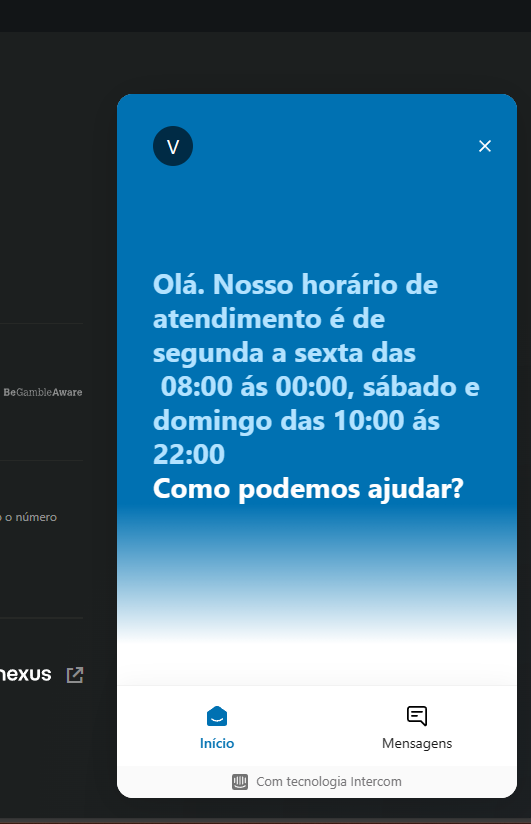 V
Olá. Nosso horário de
atendimento é de
segunda a sexta das
08:00 ás 00:00, sábado e
domingo das 10:00 ás
22:00
Como podemos ajudar?
BeGambleAware
o número
nexus
Início
Mensagens
Com tecnologia Intercom